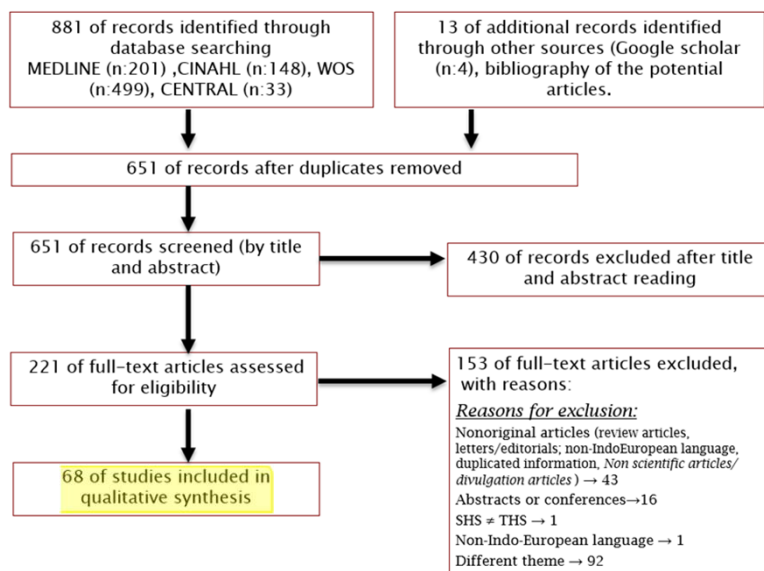 881 of records identified through
database searching
MEDLINE (n:201) ,CINAHL (n:148), WOS
(n:499), CENTRAL (n:33)
13 of additional records identified
through other sources (Google scholar
(n:4), bibliography of the potential
articles.
651 of records after duplicates removed
651 of records screened (by title
and abstract)
430 of records excluded after title
and abstract reading
221 of full-text articles assessed
for eligibility
153 of full-text articles excluded,
with reasons:
Reasons for exclusion:
Nonoriginal articles (review articles,
letters/editorials; non-IndoEuropean language,
duplicated information, Non scientific articles/
divulgation articles ) → 43
Abstracts or conferences→16
SHS ≠ THS → 1
Non-Indo-European language → 1
Different theme → 92
68 of studies included in
qualitative synthesis